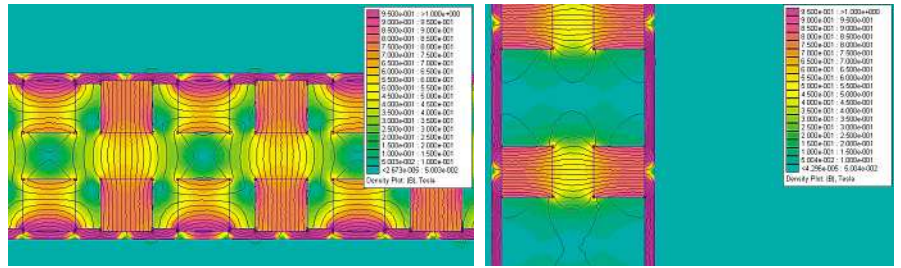 9.500e-001 : >1.000e+000
9.000e-001 : 9.500e-001
8.500e-001 : 9.000e-001
8.000e-001 : 8.500e-001
7.500e-001 : 8.000e-001
7.000e-001 : 7.500e-001
6.500e-001 : 7.000e-001
6.000e-001 : 6.500e-001
5.500e-001 : 6.000e-001
5.000e-001 : 5.500e-001
4.500e-001 : 5.000e-001
4.000e-001 : 4.500e-001
3.500e-001 : 4.000e-001
3.000e-001 : 3.500e-001
2.500e-001 : 3.000e-001
2.000e-001 : 2.500e-001
1.500e-001 : 2.000e-001
1.000e-001 : 1.500e-001
5.003e-002 : 1.000e-001
<2.673e-005 : 5.003e-002
Density Plot: |B|, Tesla
9.500e-001 : >1.000e+000
9.000e-001 : 9.500e-001
8.500e-001 : 9.000e-001
8.000e-001 : 8.500e-001
7.500e-001 : 8.000e-001
7.000e-001 : 7.500e-001
6.500e-001 : 7.000e-001
6.000e-001 : 6.500e-001
5.500e-001 : 6.000e-001
5.000e-001 : 5.500e-001
4.500e-001 : 5.000e-001
4.000e-001 : 4.500e-001
3.500e-001 : 4.000e-001
3.000e-001 : 3.500e-001
2.500e-001 : 3.000e-001
2.000e-001 : 2.500e-001
1.500e-001 : 2.000e-001
1.000e-001 : 1.500e-001
5.004e-002 : 1.000e-001
<4.295e-005 : 5.004e-002
Density Plot: |B|, Tesla